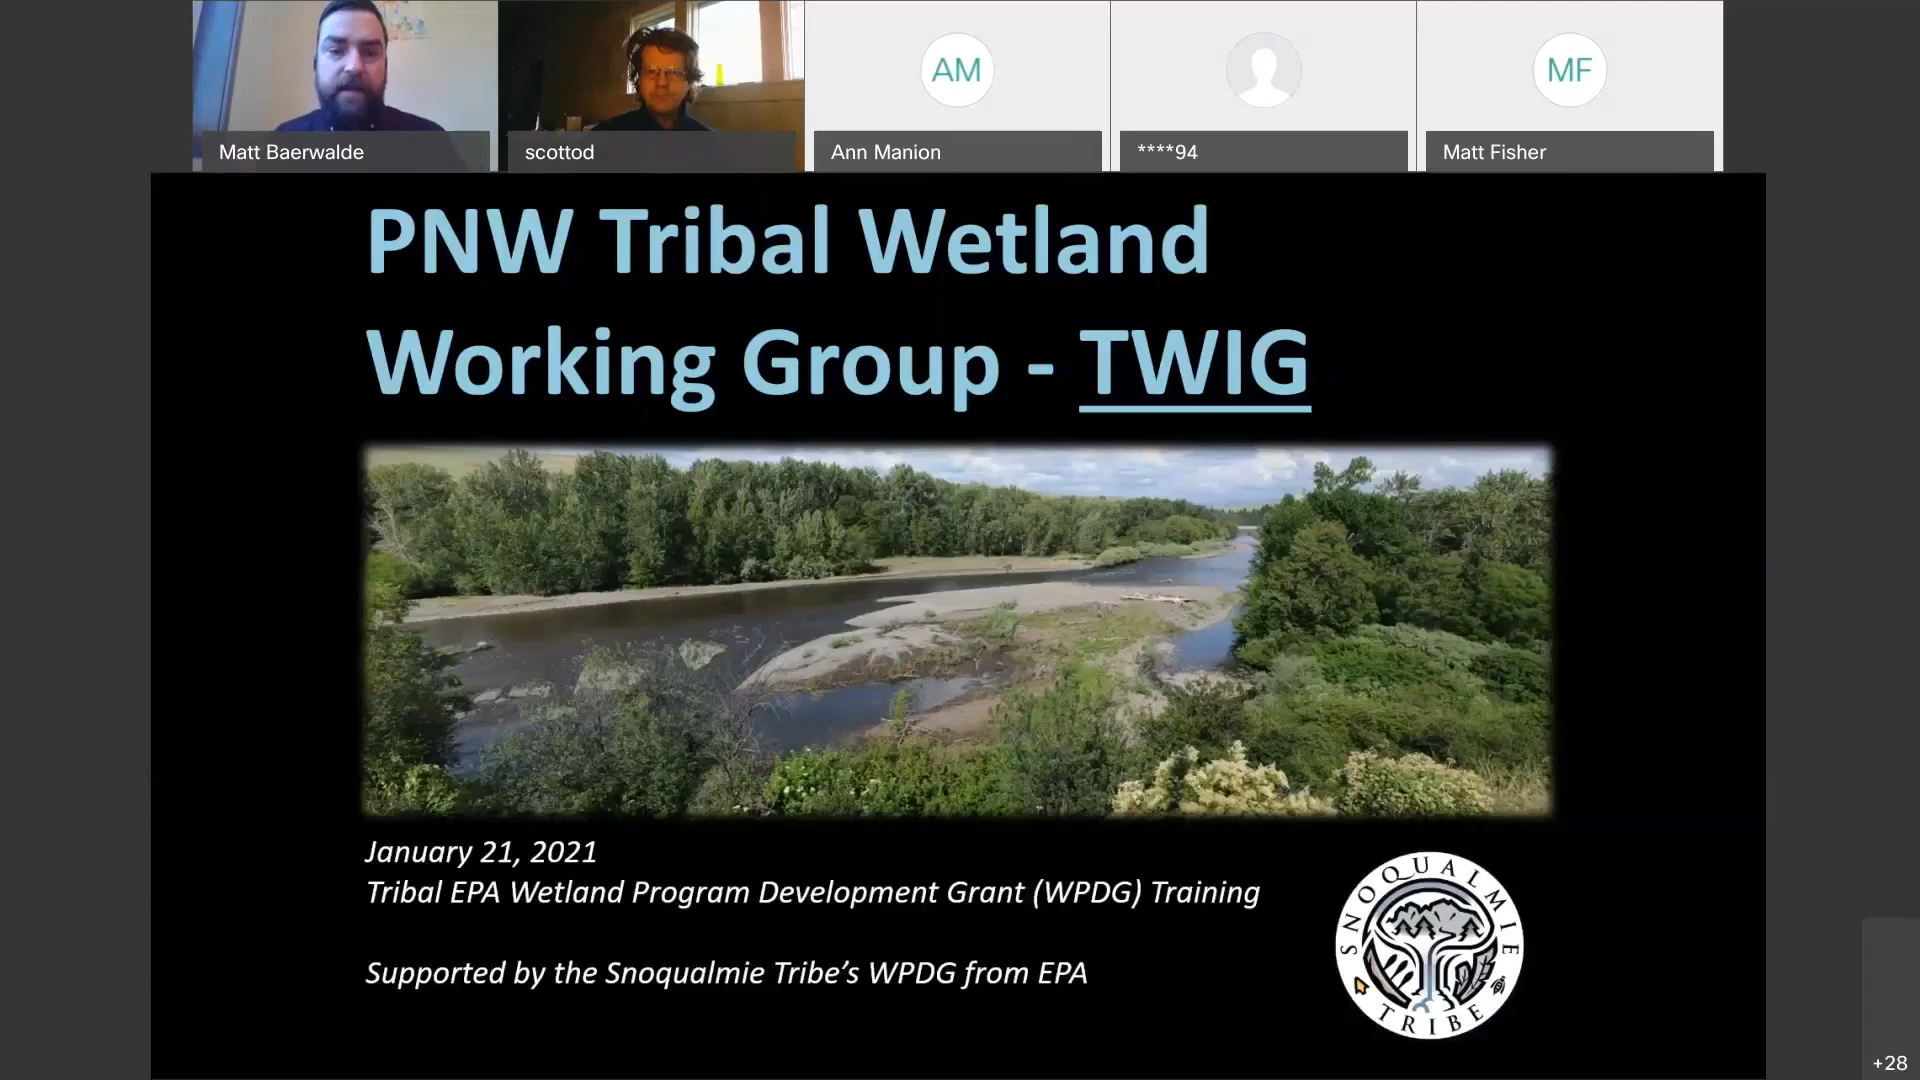 Matt Baerwalde
scottod
AM
Ann Manion
****94
MF
Matt Fisher
PNW Tribal Wetland
Working Group - TWIG
January 21, 2021
Tribal EPA Wetland Program Development Grant (WPDG) Training
Supported by the Snoqualmie Tribe’s WPDG from EPA
SNOQUALMIE
TRIBE
+28